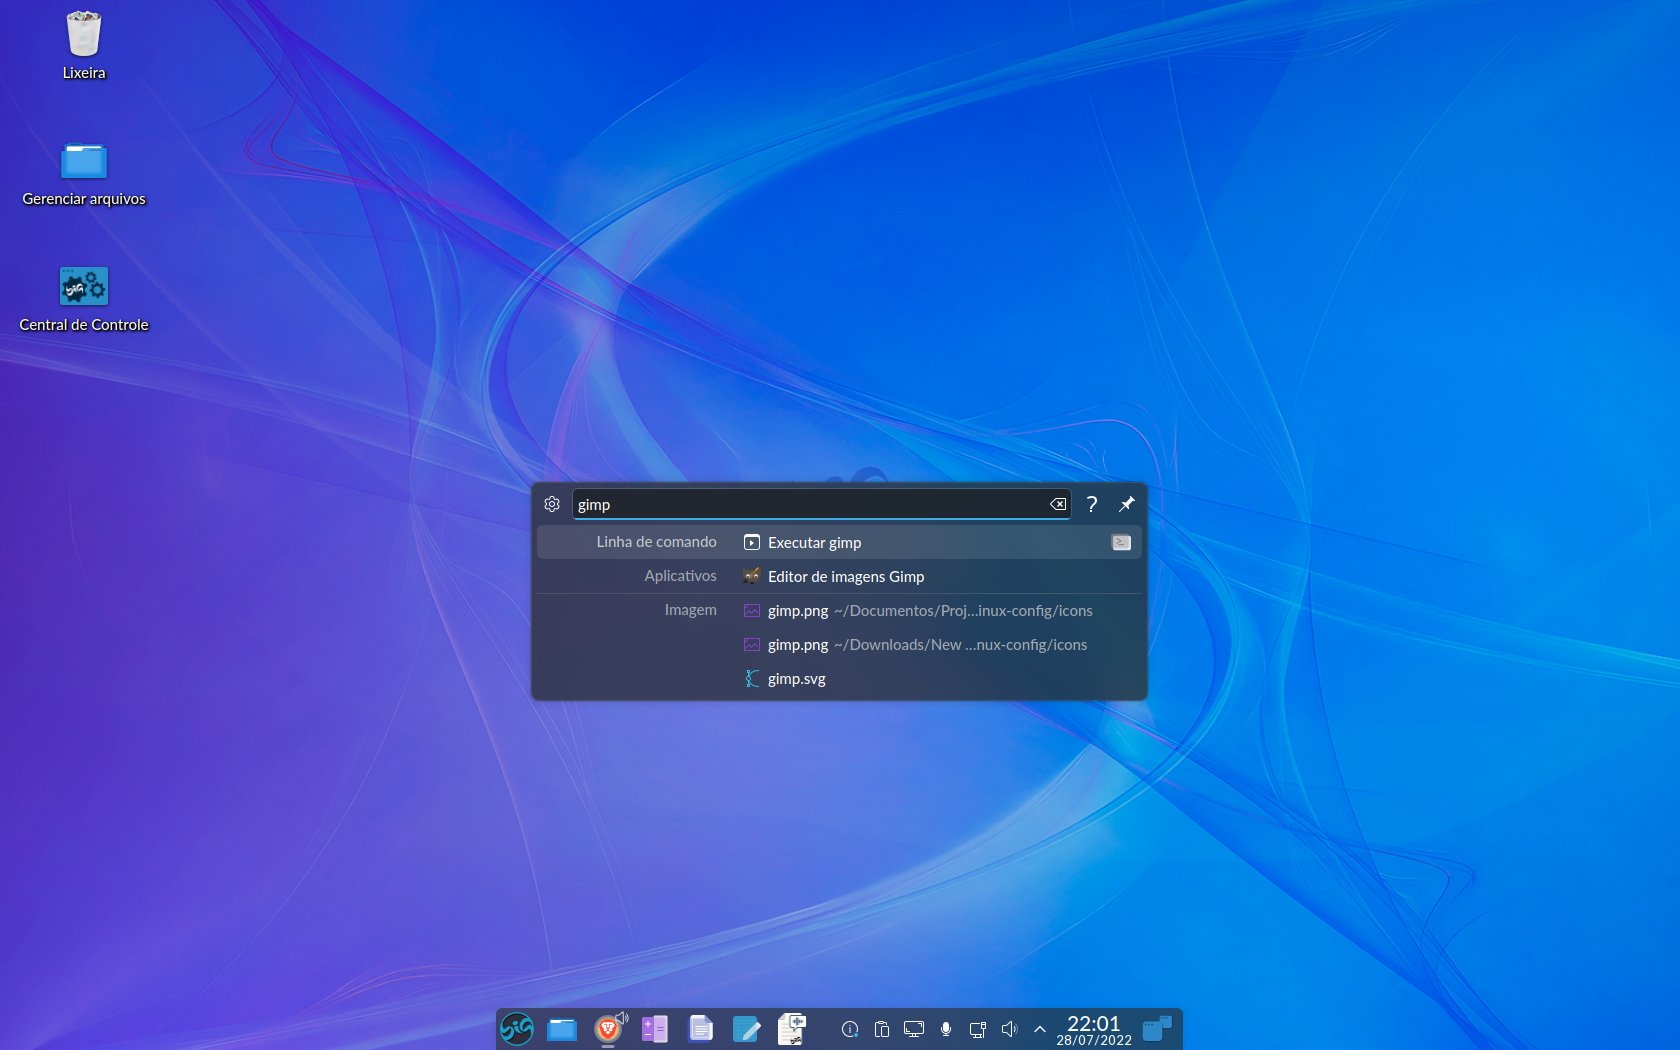 Lixeira
Gerenciar arquivos
Central de Controle
gimp
?
Linha de comando Executar gimp
Aplicativos Editor de imagens Gimp
Imagem gimp.png ~/Documentos/Proj...inux-config/icons
gimp.png ~/Downloads/New ...nux-config/icons
gimp.svg
22:01
28/07/2022